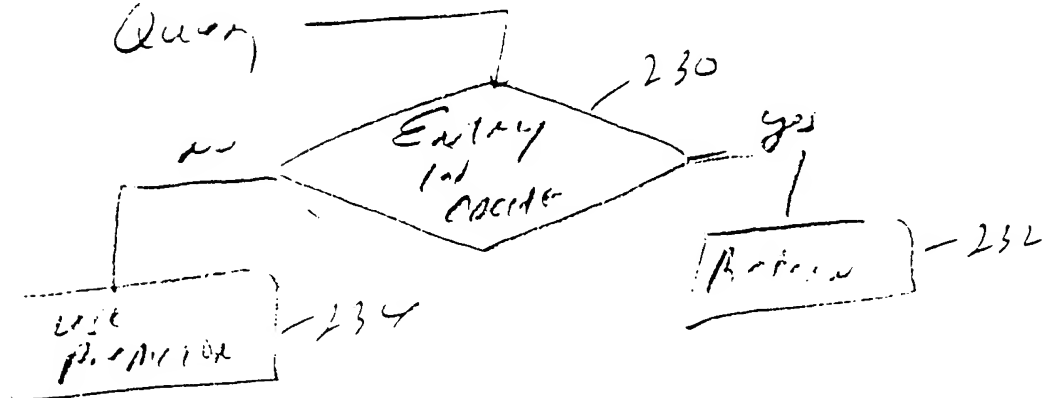 Query
230
Entry
in
cache
no
yes
Return
232
use
predictor
234